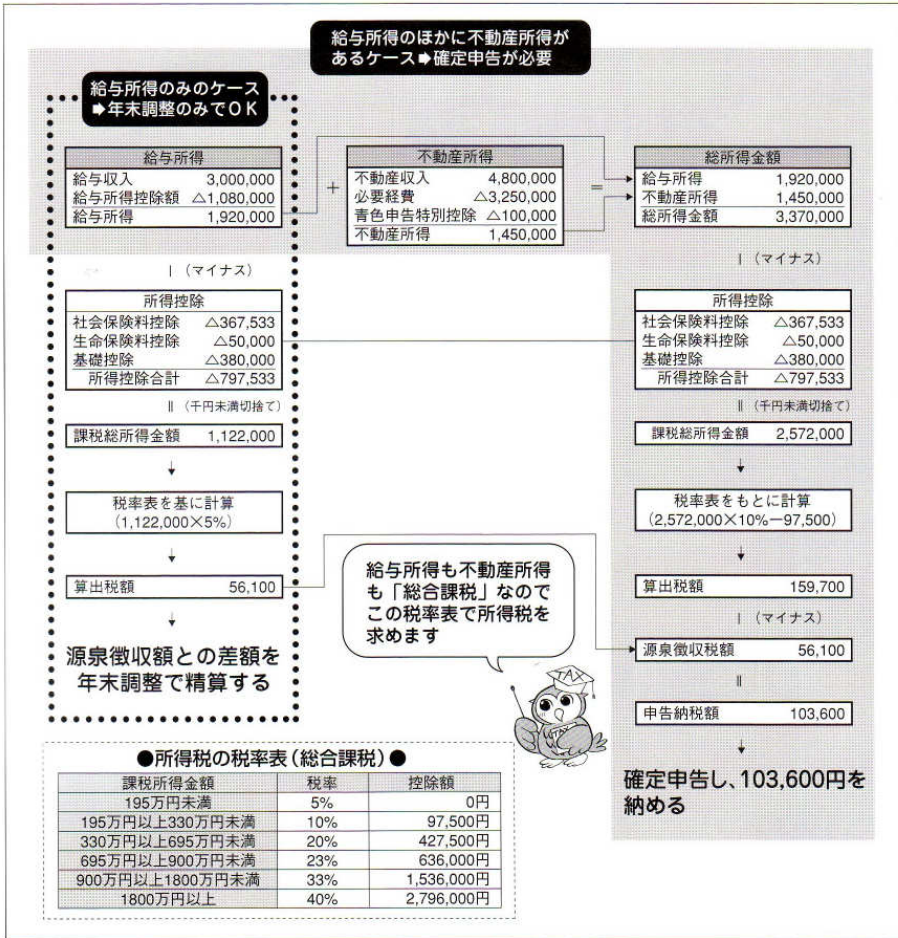 給与所得のほかに不動産所得が
あるケース➡確定申告が必要
給与所得のみのケース
➡年末調整のみでOK
給与所得
給与収入 3,000,000
給与所得控除額 △1,080,000
給与所得 1,920,000
+
不動産所得
不動産収入 4,800,000
必要経費 △3,250,000
青色申告特別控除 △100,000
不動産所得 1,450,000
=
総所得金額
給与所得 1,920,000
不動産所得 1,450,000
総所得金額 3,370,000
| (マイナス)
所得控除
社会保険料控除 △367,533
生命保険料控除 △50,000
基礎控除 △380,000
所得控除合計 △797,533
|| (千円未満切捨て)
課税総所得金額 1,122,000
↓
税率表を基に計算
(1,122,000×5%)
↓
算出税額 56,100
↓
源泉徴収額との差額を
年末調整で精算する
| (マイナス)
所得控除
社会保険料控除 △367,533
生命保険料控除 △50,000
基礎控除 △380,000
所得控除合計 △797,533
|| (千円未満切捨て)
課税総所得金額 2,572,000
↓
税率表をもとに計算
(2,572,000×10%−97,500)
↓
算出税額 159,700
| (マイナス)
源泉徴収税額 56,100
||
申告納税額 103,600
↓
確定申告し、103,600円を
納める
給与所得も不動産所得
も「総合課税」なので
この税率表で所得税を
求めます
TAX
TAX
●所得税の税率表(総合課税)●
課税所得金額 税率 控除額
195万円未満 5% 0円
195万円以上330万円未満 10% 97,500円
330万円以上695万円未満 20% 427,500円
695万円以上900万円未満 23% 636,000円
900万円以上1800万円未満 33% 1,536,000円
1800万円以上 40% 2,796,000円